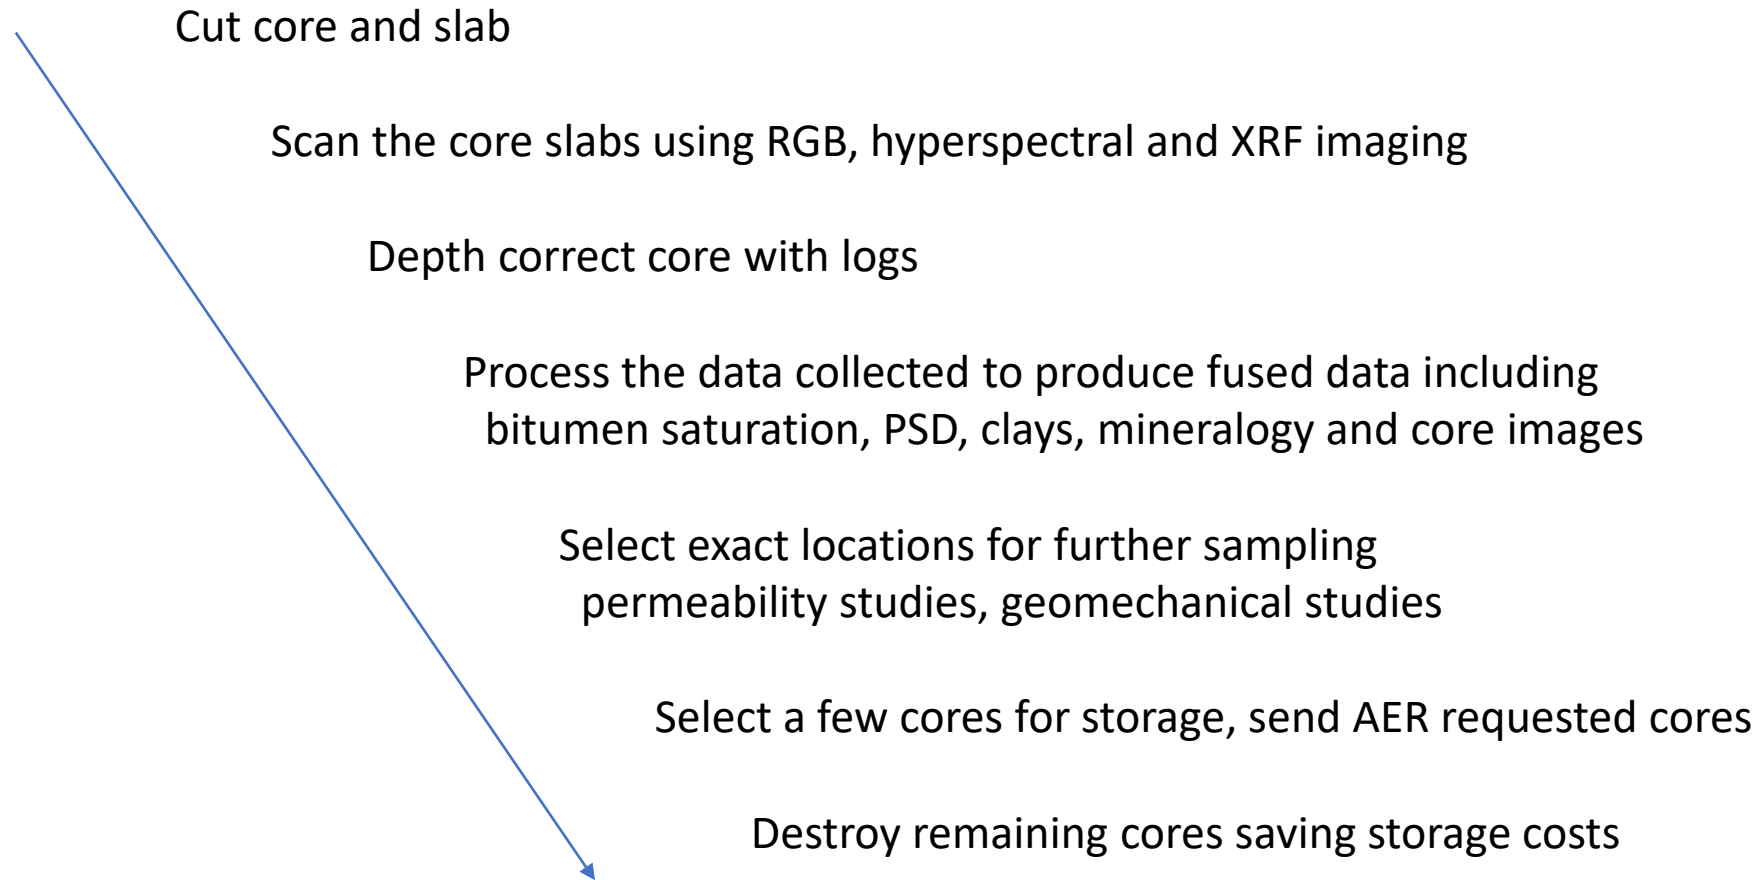 Cut core and slab
Scan the core slabs using RGB, hyperspectral and XRF imaging
Depth correct core with logs
Process the data collected to produce fused data including
bitumen saturation, PSD, clays, mineralogy and core images
Select exact locations for further sampling
permeability studies, geomechanical studies
Select a few cores for storage, send AER requested cores
Destroy remaining cores saving storage costs